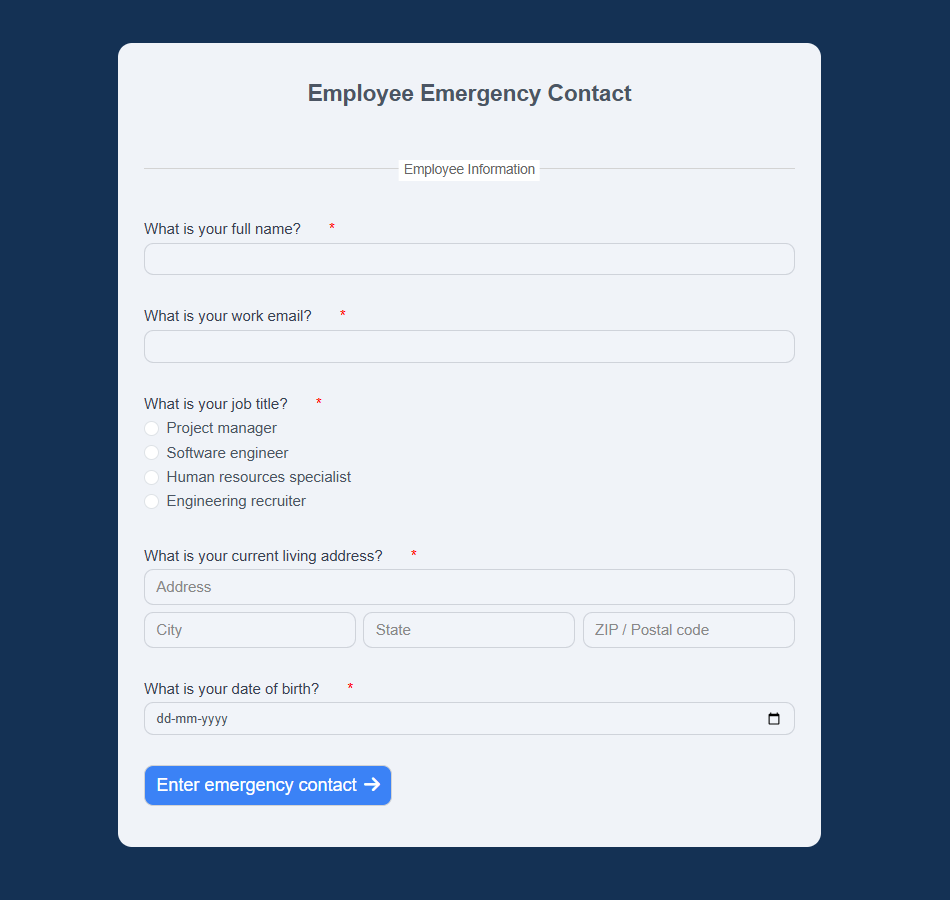 Employee Emergency Contact
Employee Information
What is your full name? *
What is your work email? *
What is your job title? *
Project manager
Software engineer
Human resources specialist
Engineering recruiter
What is your current living address? *
Address
City State ZIP / Postal code
What is your date of birth? *
dd-mm-yyyy
Enter emergency contact →